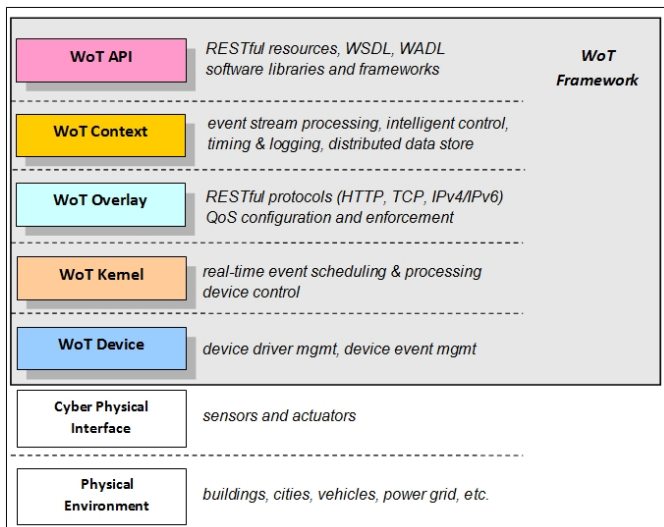 WoT API
RESTful resources, WSDL, WADL
software libraries and frameworks
WoT
Framework
WoT Context
event stream processing, intelligent control,
timing & logging, distributed data store
WoT Overlay
RESTful protocols (HTTP, TCP, IPv4/IPv6)
QoS configuration and enforcement
WoT Kernel
real-time event scheduling & processing
device control
WoT Device
device driver mgmt, device event mgmt
Cyber Physical
Interface
sensors and actuators
Physical
Environment
buildings, cities, vehicles, power grid, etc.